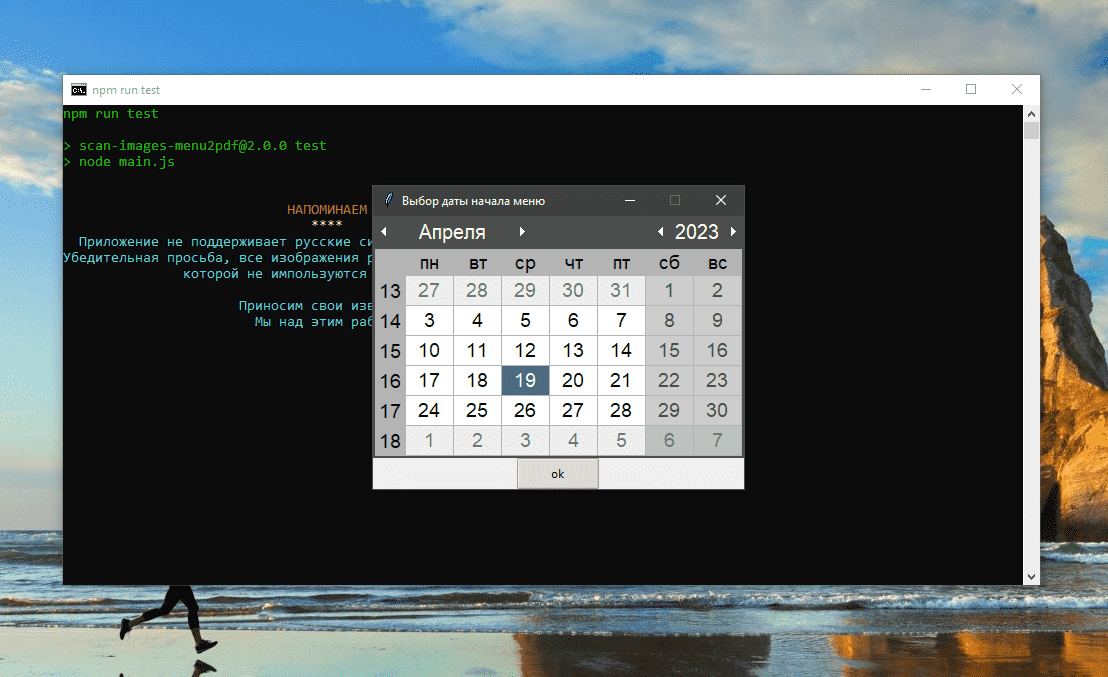 npm run test
npm run test
> scan-images-menu2pdf@2.0.0 test
> node main.js
НАПОМИНАЕМ
****
Приложение не поддерживает русские
Убедительная просьба, все изображения
которой не импользуются
Приносим свои
Мы над этим
Выбор даты начала меню
Апреля 2023
пн вт ср чт пт сб вс
13 27 28 29 30 31 1 2
14 3 4 5 6 7 8 9
15 10 11 12 13 14 15 16
16 17 18 19 20 21 22 23
17 24 25 26 27 28 29 30
18 1 2 3 4 5 6 7
ok